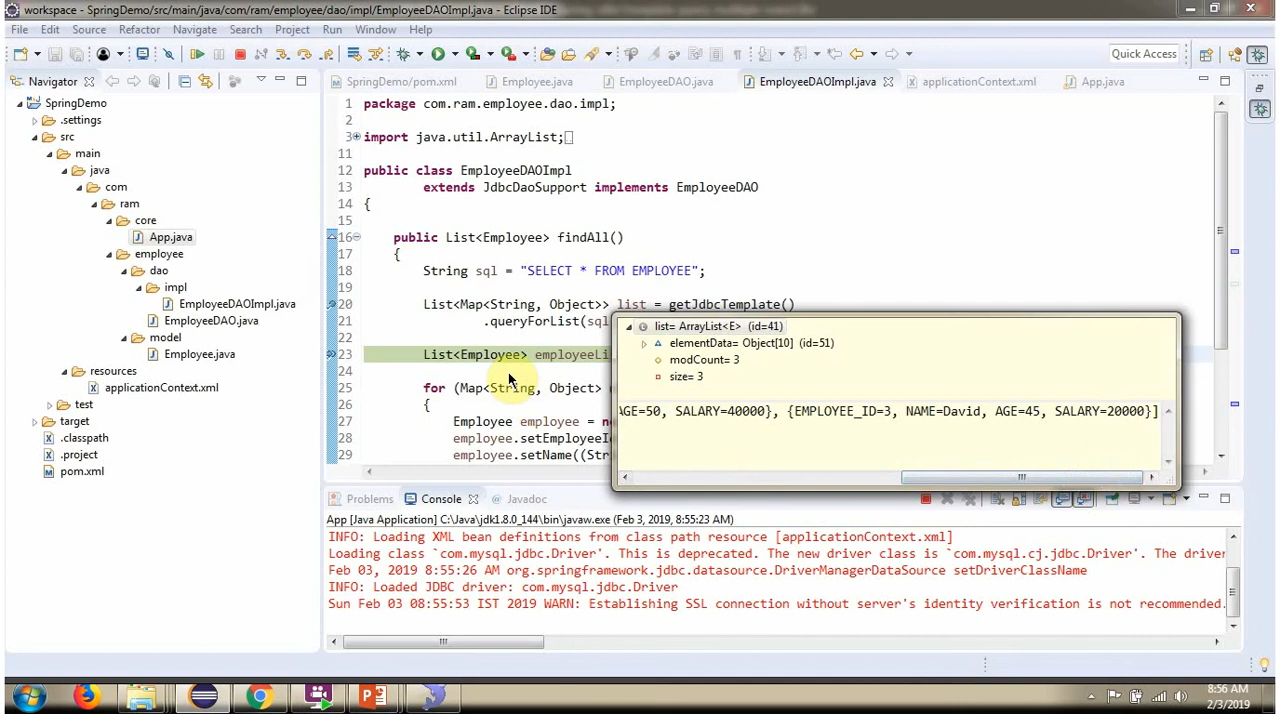 workspace - SpringDemo/src/main/java/com/ram/employee/dao/impl/EmployeeDAOImpl.java - Eclipse IDE
File Edit Source Refactor Navigate Search Project Run Window Help
Quick Access
Navigator
SpringDemo/pom.xml Employee.java EmployeeDAO.java EmployeeDAOImpl.java applicationContext.xml App.java
SpringDemo
.settings
src
main
java
com
ram
core
App.java
employee
dao
impl
EmployeeDAOImpl.java
EmployeeDAO.java
model
Employee.java
resources
applicationContext.xml
test
target
.classpath
.project
pom.xml
1 package com.ram.employee.dao.impl;
2
3 import java.util.ArrayList;
11
12 public class EmployeeDAOImpl
13 extends JdbcDaoSupport implements EmployeeDAO
14 {
15
16 public List<Employee> findAll()
17 {
18 String sql = "SELECT * FROM EMPLOYEE";
19
20 List<Map<String, Object>> list = getJdbcTemplate()
21 .queryForList(sql
22
23 List<Employee> employeeLi
24
25 for (Map<String, Object>
26 {
27 Employee employee = ne
28 employee.setEmployeeId
29 employee.setName((Str
list= ArrayList<E> (id=41)
elementData= Object[10] (id=51)
modCount= 3
size= 3
AGE=50, SALARY=40000}, {EMPLOYEE_ID=3, NAME=David, AGE=45, SALARY=20000}]
Problems Console Javadoc
App [Java Application] C:\Java\jdk1.8.0_144\bin\javaw.exe (Feb 3, 2019, 8:55:23 AM)
INFO: Loading XML bean definitions from class path resource [applicationContext.xml]
Loading class `com.mysql.jdbc.Driver'. This is deprecated. The new driver class is `com.mysql.cj.jdbc.Driver'. The driver
Feb 03, 2019 8:55:26 AM org.springframework.jdbc.datasource.DriverManagerDataSource setDriverClassName
INFO: Loaded JDBC driver: com.mysql.jdbc.Driver
Sun Feb 03 08:55:53 IST 2019 WARN: Establishing SSL connection without server's identity verification is not recommended.
8:56 AM
2/3/2019